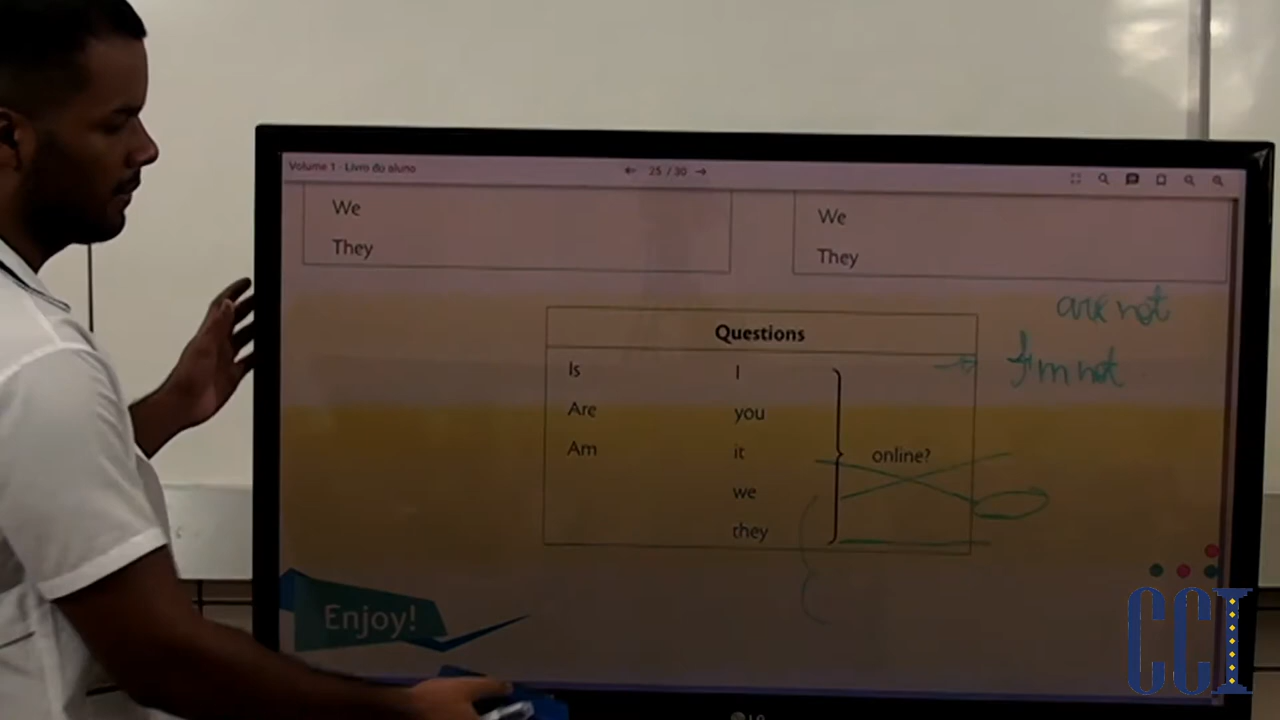 Volume 1 - Livro do aluno
← 25 / 30 →
We
They
We
They
are not
I'm not
Questions
Is I
Are you
Am it
we
they
online?
Enjoy!
LG
CCI